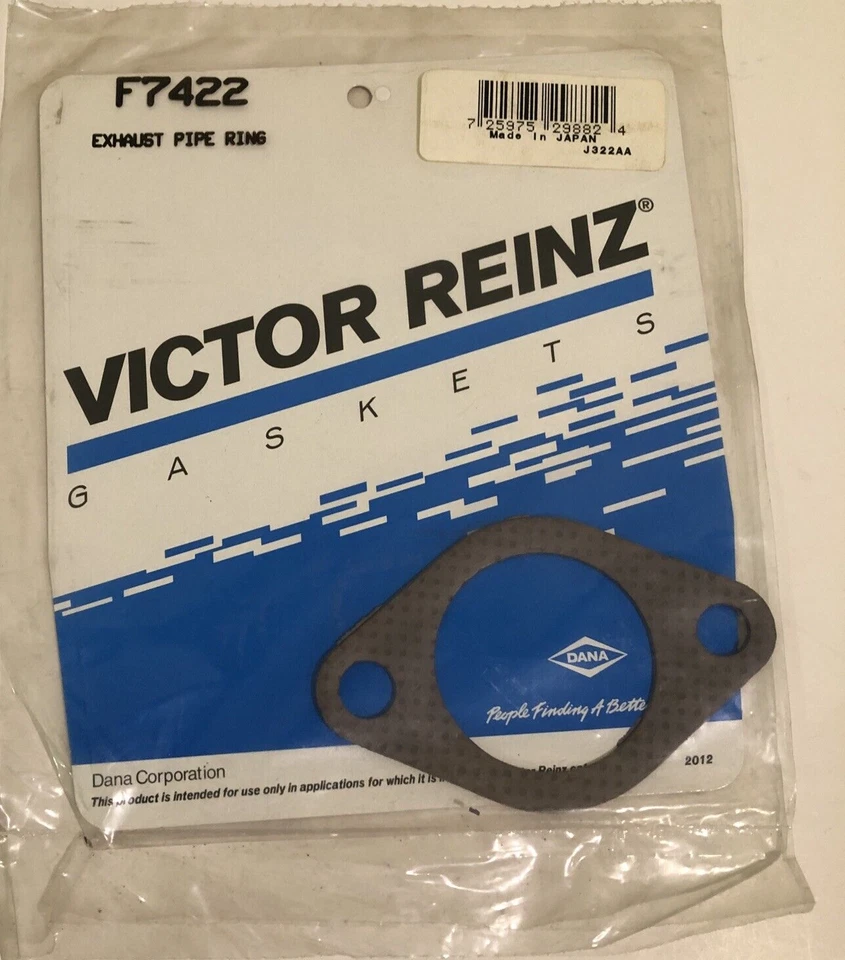 F7422
EXHAUST PIPE RING
7 25975 29882 4
Made In JAPAN
J322AA
VICTOR REINZ®
GASKETS
DANA
People Finding A Bette
Dana Corporation
2012
This product is intended for use only in applications for which it is